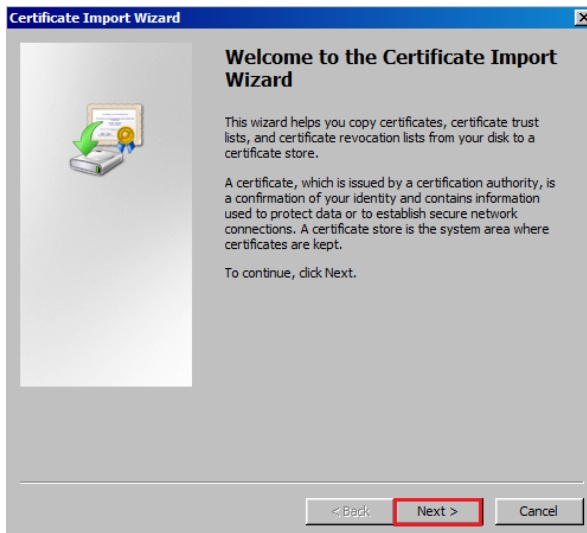 Certificate Import Wizard
Welcome to the Certificate Import
Wizard
This wizard helps you copy certificates, certificate trust
lists, and certificate revocation lists from your disk to a
certificate store.
A certificate, which is issued by a certification authority, is
a confirmation of your identity and contains information
used to protect data or to establish secure network
connections. A certificate store is the system area where
certificates are kept.
To continue, click Next.
< Back
Next >
Cancel